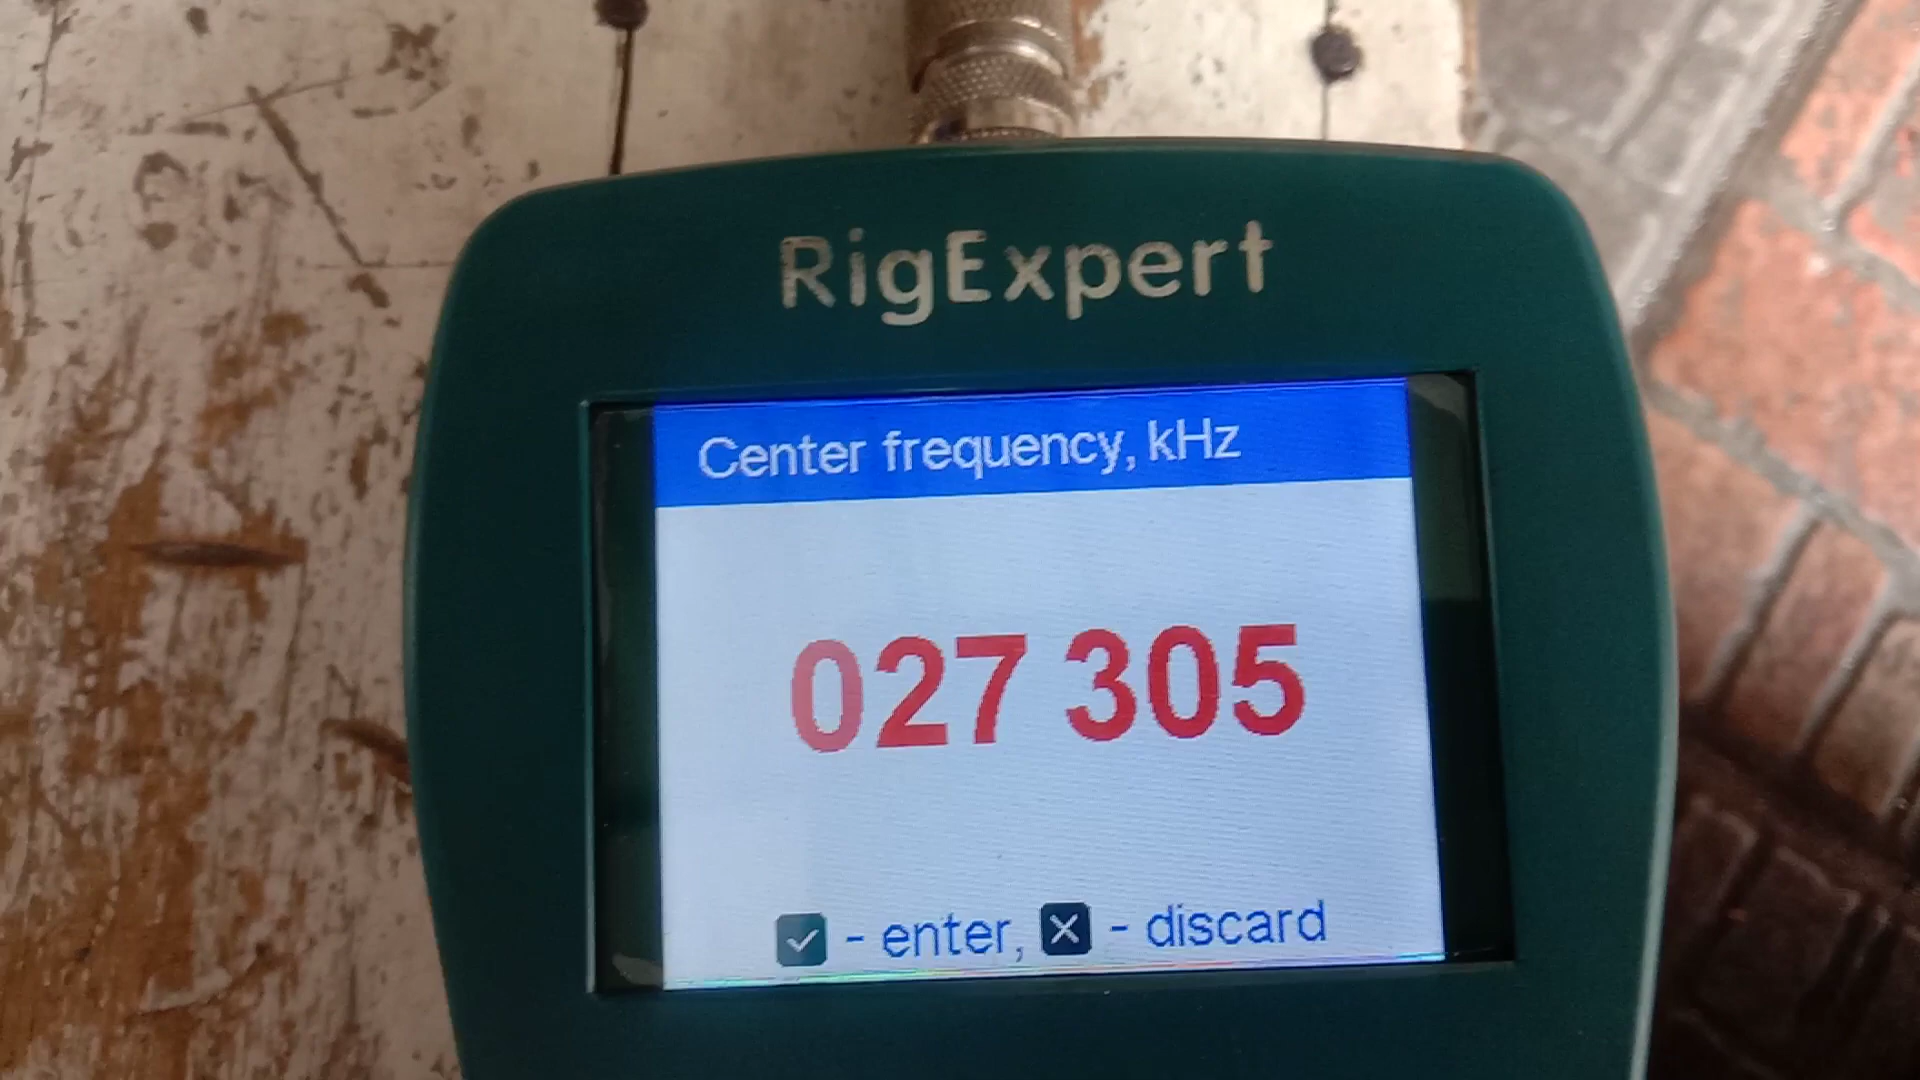 RigExpert
Center frequency, kHz
027 305
- enter, - discard